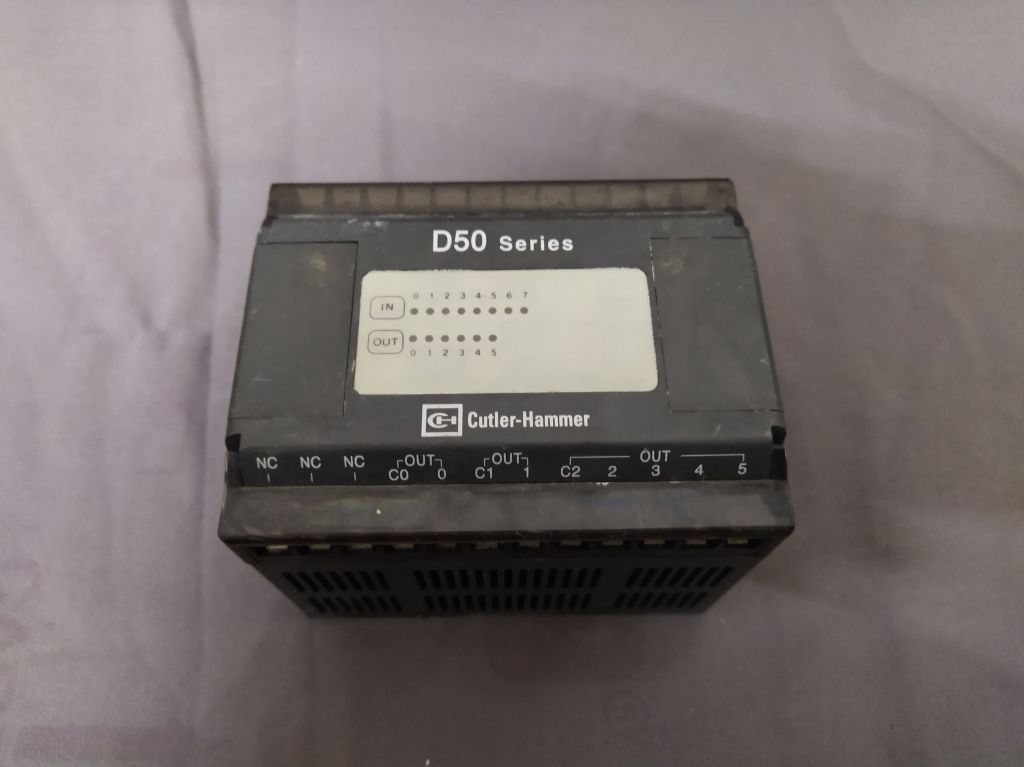 D50 Series
0 1 2 3 4 5 6 7
IN
OUT
0 1 2 3 4 5
Cutler-Hammer
NC NC NC OUT OUT OUT
C0 0 C1 1 C2 2 3 4 5